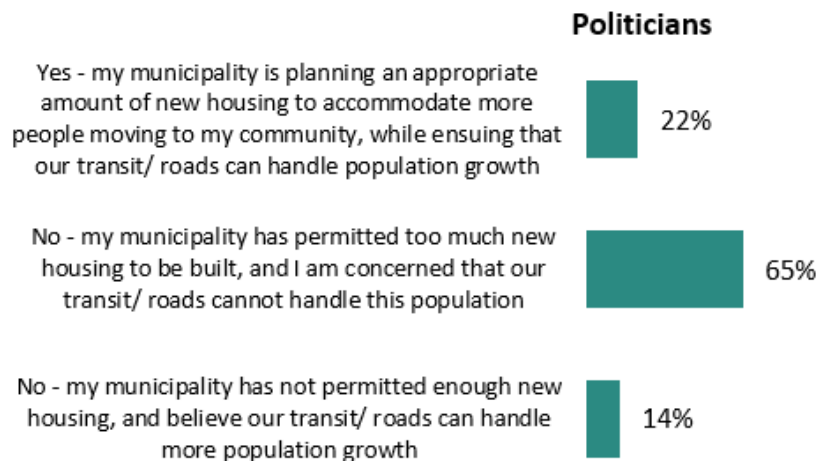 Politicians
Yes - my municipality is planning an appropriate
amount of new housing to accommodate more
people moving to my community, while ensuing that
our transit/ roads can handle population growth
22%
No - my municipality has permitted too much new
housing to be built, and I am concerned that our
transit/ roads cannot handle this population
65%
No - my municipality has not permitted enough new
housing, and believe our transit/ roads can handle
more population growth
14%